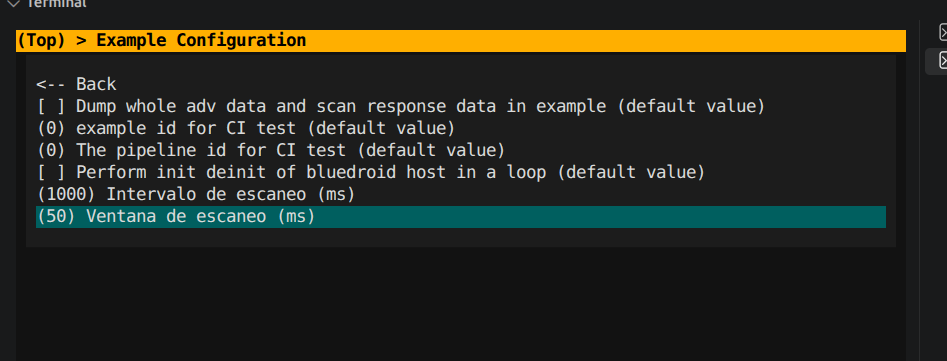 Terminal
(Top) > Example Configuration
<-- Back
[ ] Dump whole adv data and scan response data in example (default value)
(0) example id for CI test (default value)
(0) The pipeline id for CI test (default value)
[ ] Perform init deinit of bluedroid host in a loop (default value)
(1000) Intervalo de escaneo (ms)
(50) Ventana de escaneo (ms)